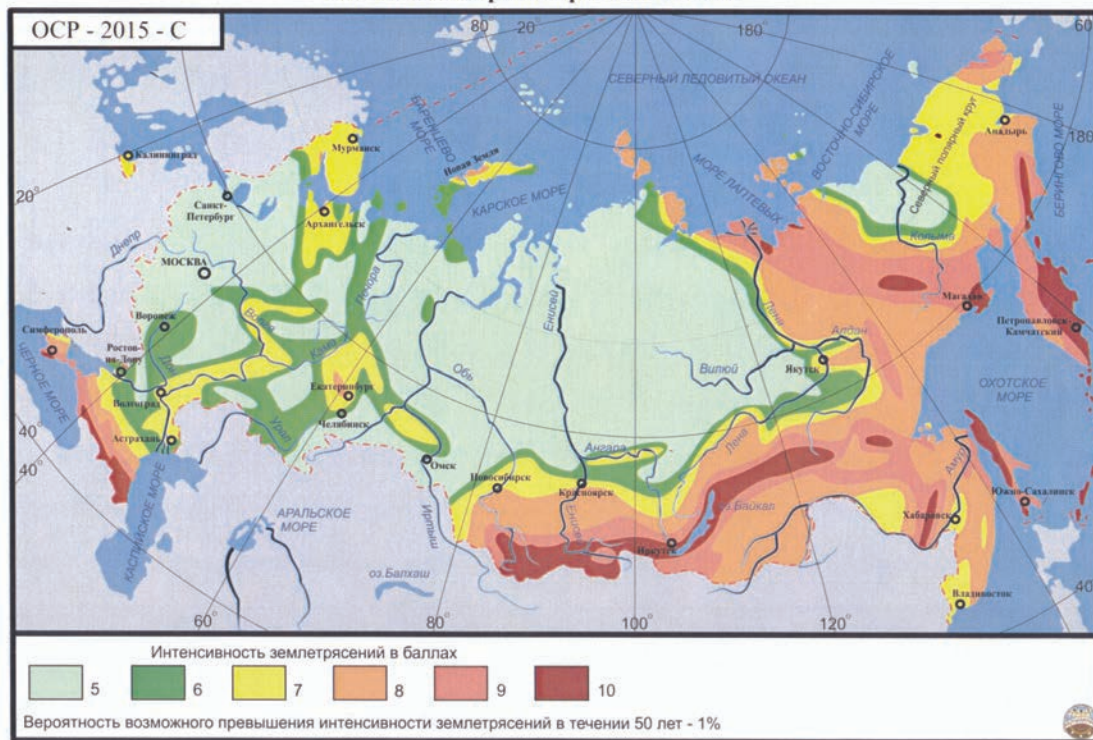 ОСР - 2015 - С
80
20°
180°
60°
СЕВЕРНЫЙ ЛЕДОВИТЫЙ ОКЕАН
БАРЕНЦЕВО
МОРЕ
ВОСТОЧНО-СИБИРСКОЕ
МОРЕ
Северный полярный круг
Анадырь
БЕРИНГОВО МОРЕ
180°
Калининград
Мурманск
Новая Земля
МОРЕ ЛАПТЕВЫХ
20°
Санкт-
Петербург
Архангельск
КАРСКОЕ МОРЕ
Днепр
МОСКВА
Печора
Колыма
Магадан
Петропавловск-
Камчатский
Енисей
Лена
Алдан
Воронеж
Волга
Кама
Симферополь
Ростов-
на-Дону
Дон
Обь
Вилюй
Якутск
ОХОТСКОЕ
МОРЕ
ЧЕРНОЕ МОРЕ
Екатеринбург
Волгоград
Челябинск
Урал
Лена
Ангара
Амур
40°
40°
Астрахань
Омск
Новосибирск
Красноярск
Южно-Сахалинск
КАСПИЙСКОЕ МОРЕ
АРАЛЬСКОЕ
МОРЕ
Иртыш
Енисей
оз.Байкал
Хабаровск
Иркутск
оз.Балхаш
Владивосток
40°
60°
80°
100°
120°
Интенсивность землетрясений в баллах
5 6 7 8 9 10
Вероятность возможного превышения интенсивности землетрясений в течении 50 лет - 1%